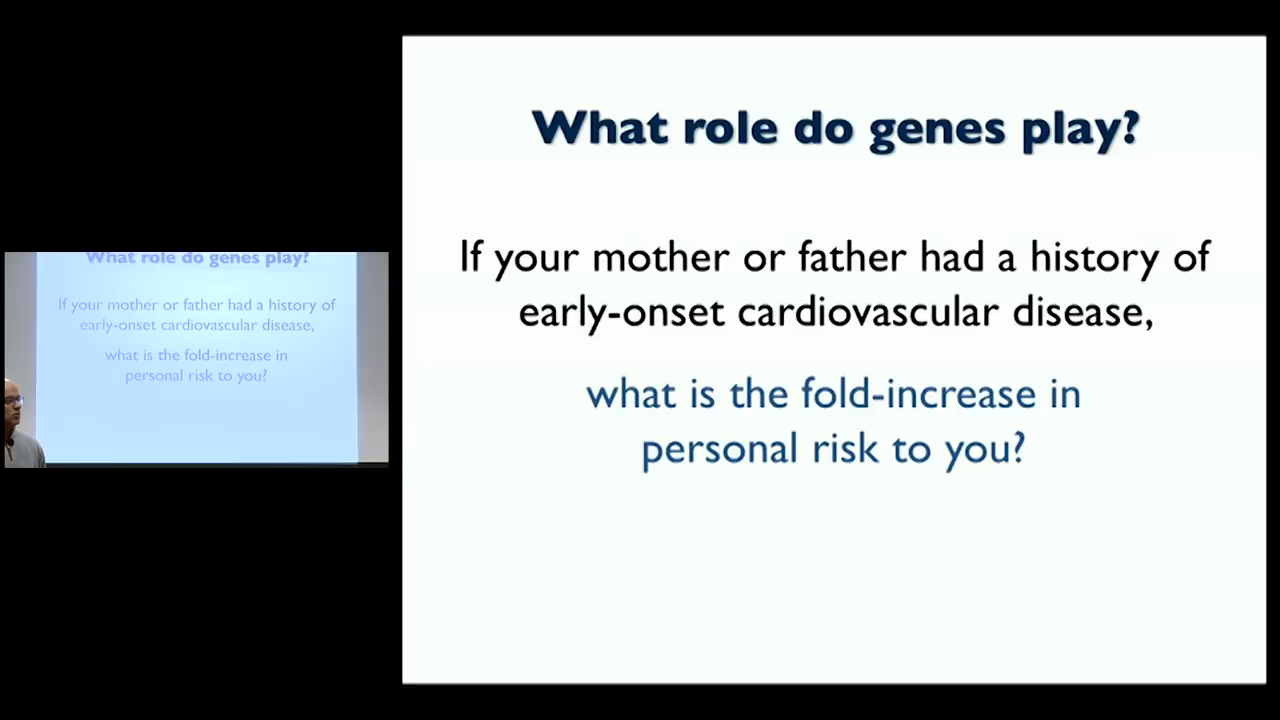 What role do genes play?
If your mother or father had a history of
early-onset cardiovascular disease,
what is the fold-increase in
personal risk to you?
What role do genes play?
If your mother or father had a history of
early-onset cardiovascular disease,
what is the fold-increase in
personal risk to you?